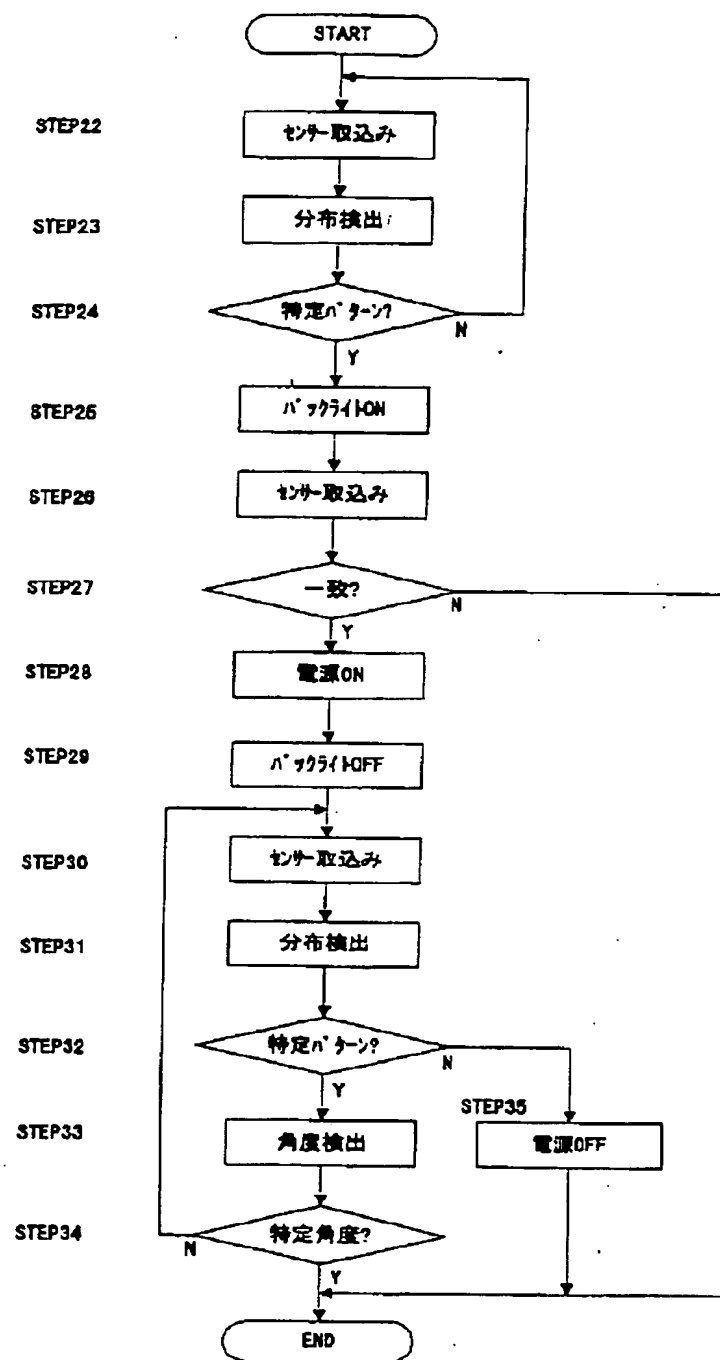 START
STEP22
センサー取込み
STEP23
分布検出
STEP24
特定パターン?
N
Y
STEP25
バックライトON
STEP26
センサー取込み
STEP27
一致?
N
Y
STEP28
電源ON
STEP29
バックライトOFF
STEP30
センサー取込み
STEP31
分布検出
STEP32
特定パターン?
N
Y
STEP35
STEP33
角度検出
電源OFF
STEP34
特定角度?
N
Y
END